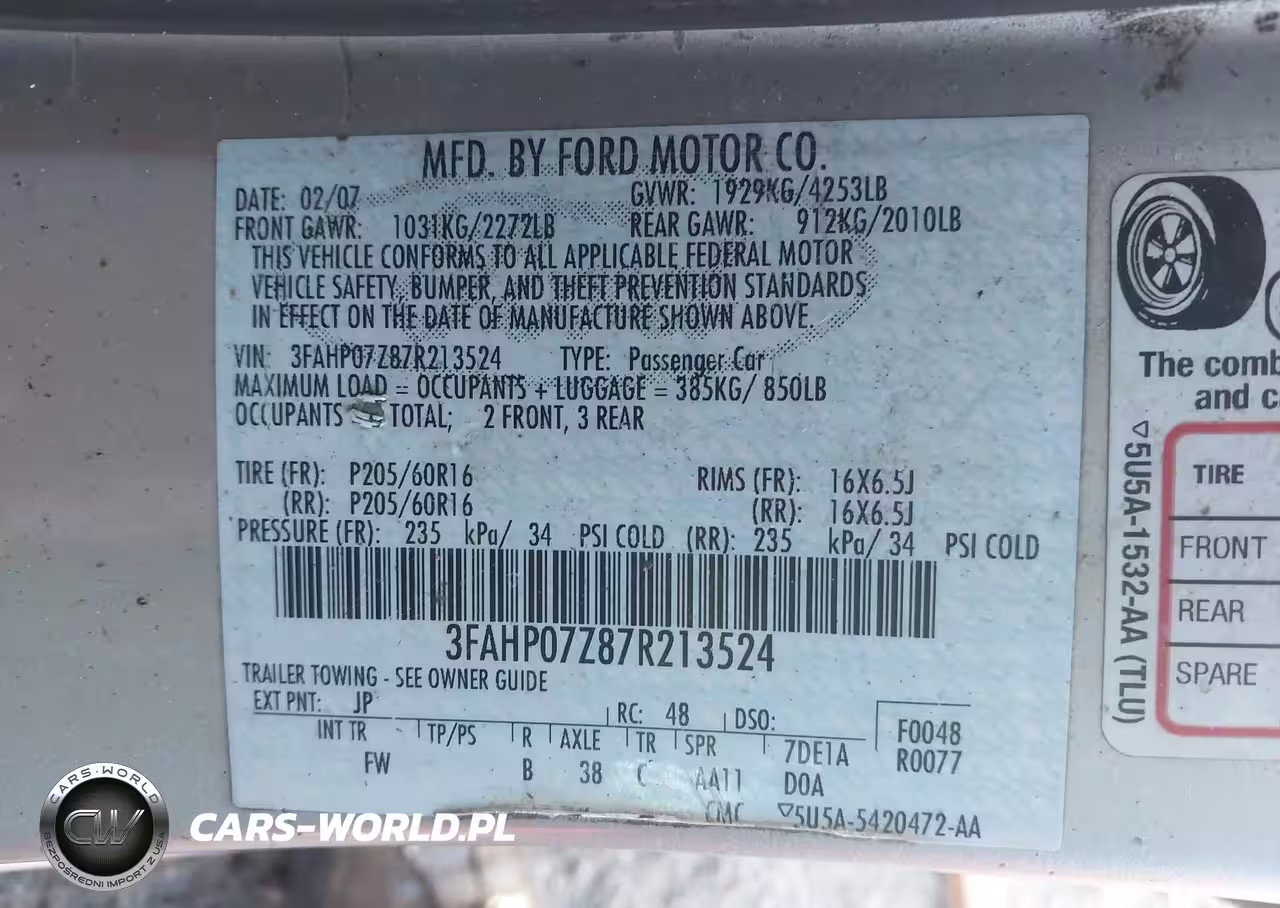 MFD. BY FORD MOTOR CO.
DATE: 02/07 GVWR: 1929KG/4253LB
FRONT GAWR: 1031KG/2272LB REAR GAWR: 912KG/2010LB
THIS VEHICLE CONFORMS TO ALL APPLICABLE FEDERAL MOTOR
VEHICLE SAFETY, BUMPER, AND THEFT PREVENTION STANDARDS
IN EFFECT ON THE DATE OF MANUFACTURE SHOWN ABOVE.
VIN: 3FAHP07Z87R213524 TYPE: Passenger Car
MAXIMUM LOAD = OCCUPANTS + LUGGAGE = 385KG/ 850LB
OCCUPANTS TOTAL; 2 FRONT, 3 REAR
TIRE (FR): P205/60R16 RIMS (FR): 16X6.5J
(RR): P205/60R16 (RR): 16X6.5J
PRESSURE (FR): 235 kPa/ 34 PSI COLD (RR): 235 kPa/ 34 PSI COLD
3FAHP07Z87R213524
TRAILER TOWING - SEE OWNER GUIDE
EXT PNT: JP RC: 48 DSO:
INT TR TP/PS R AXLE TR SPR 7DE1A F0048
FW B 38 C AA11 D0A R0077
CMC ▽5U5A-5420472-AA
The comb
and c
TIRE
FRONT
REAR
SPARE
▽5U5A-1532-AA (TLU)
CARS-WORLD
CW
BEZPOŚREDNI IMPORT Z USA
CARS-WORLD.PL